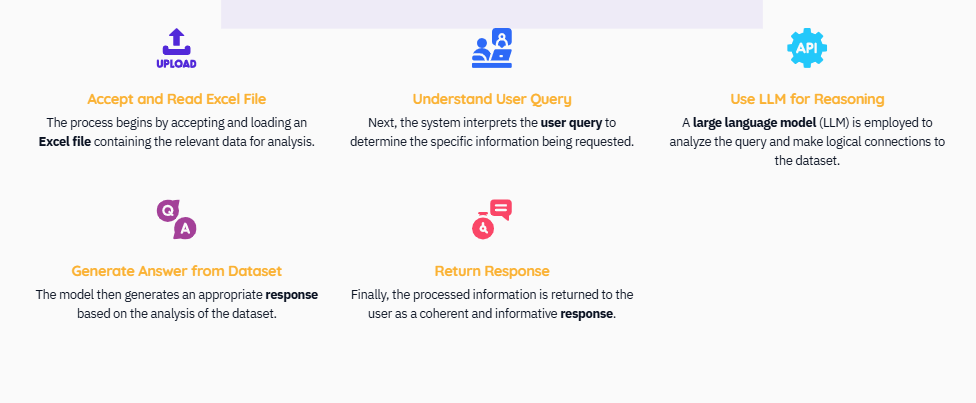 UPLOAD
API
Accept and Read Excel File
The process begins by accepting and loading an
Excel file containing the relevant data for analysis.
Understand User Query
Next, the system interprets the user query to
determine the specific information being requested.
Use LLM for Reasoning
A large language model (LLM) is employed to
analyze the query and make logical connections to
the dataset.
Q
A
Generate Answer from Dataset
The model then generates an appropriate response
based on the analysis of the dataset.
Return Response
Finally, the processed information is returned to the
user as a coherent and informative response.